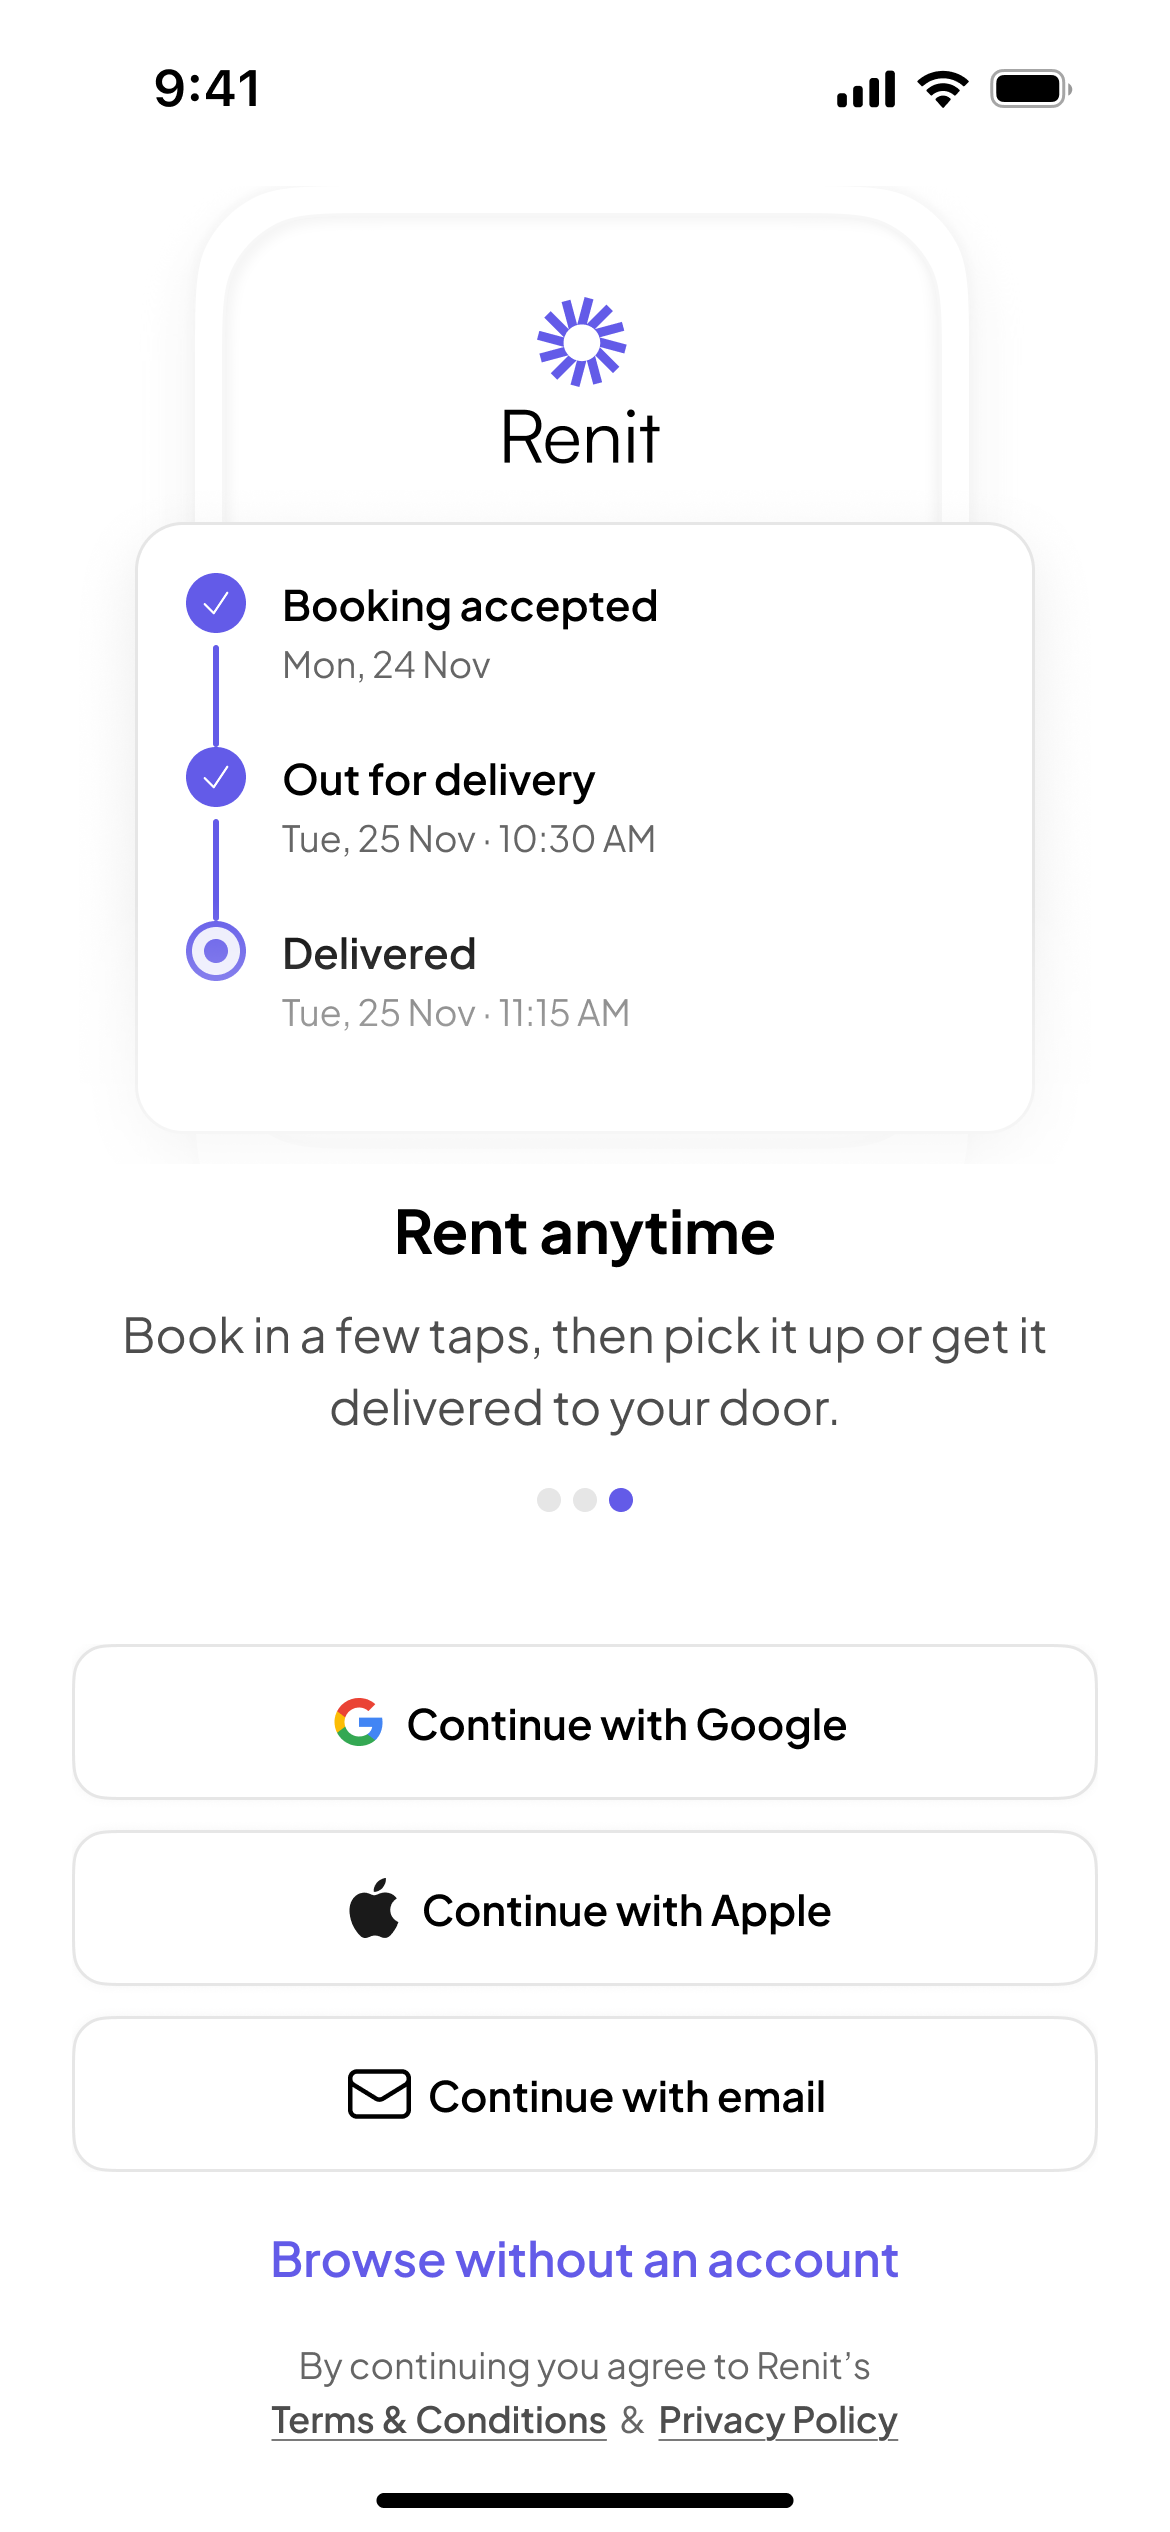 9:41
Renit
Booking accepted
Mon, 24 Nov
Out for delivery
Tue, 25 Nov · 10:30 AM
Delivered
Tue, 25 Nov · 11:15 AM
Rent anytime
Book in a few taps, then pick it up or get it
delivered to your door.
Continue with Google
Continue with Apple
Continue with email
Browse without an account
By continuing you agree to Renit’s
Terms & Conditions & Privacy Policy